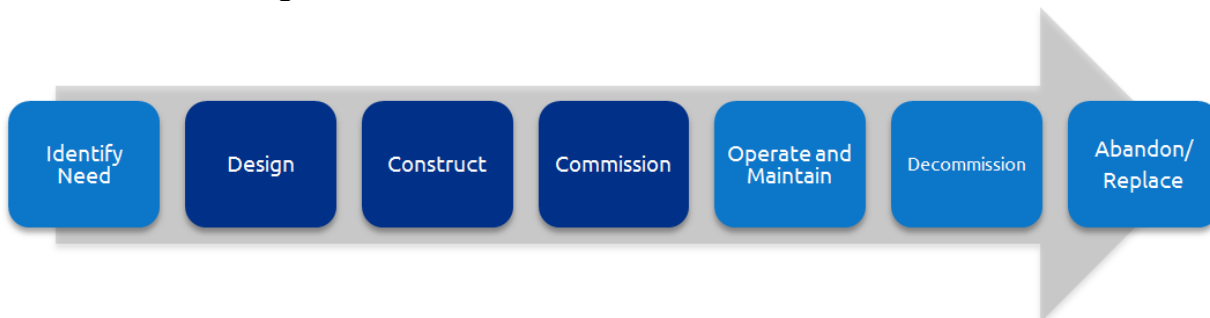 Identify
Need
Design
Construct
Commission
Operate and
Maintain
Decommission
Abandon/
Replace